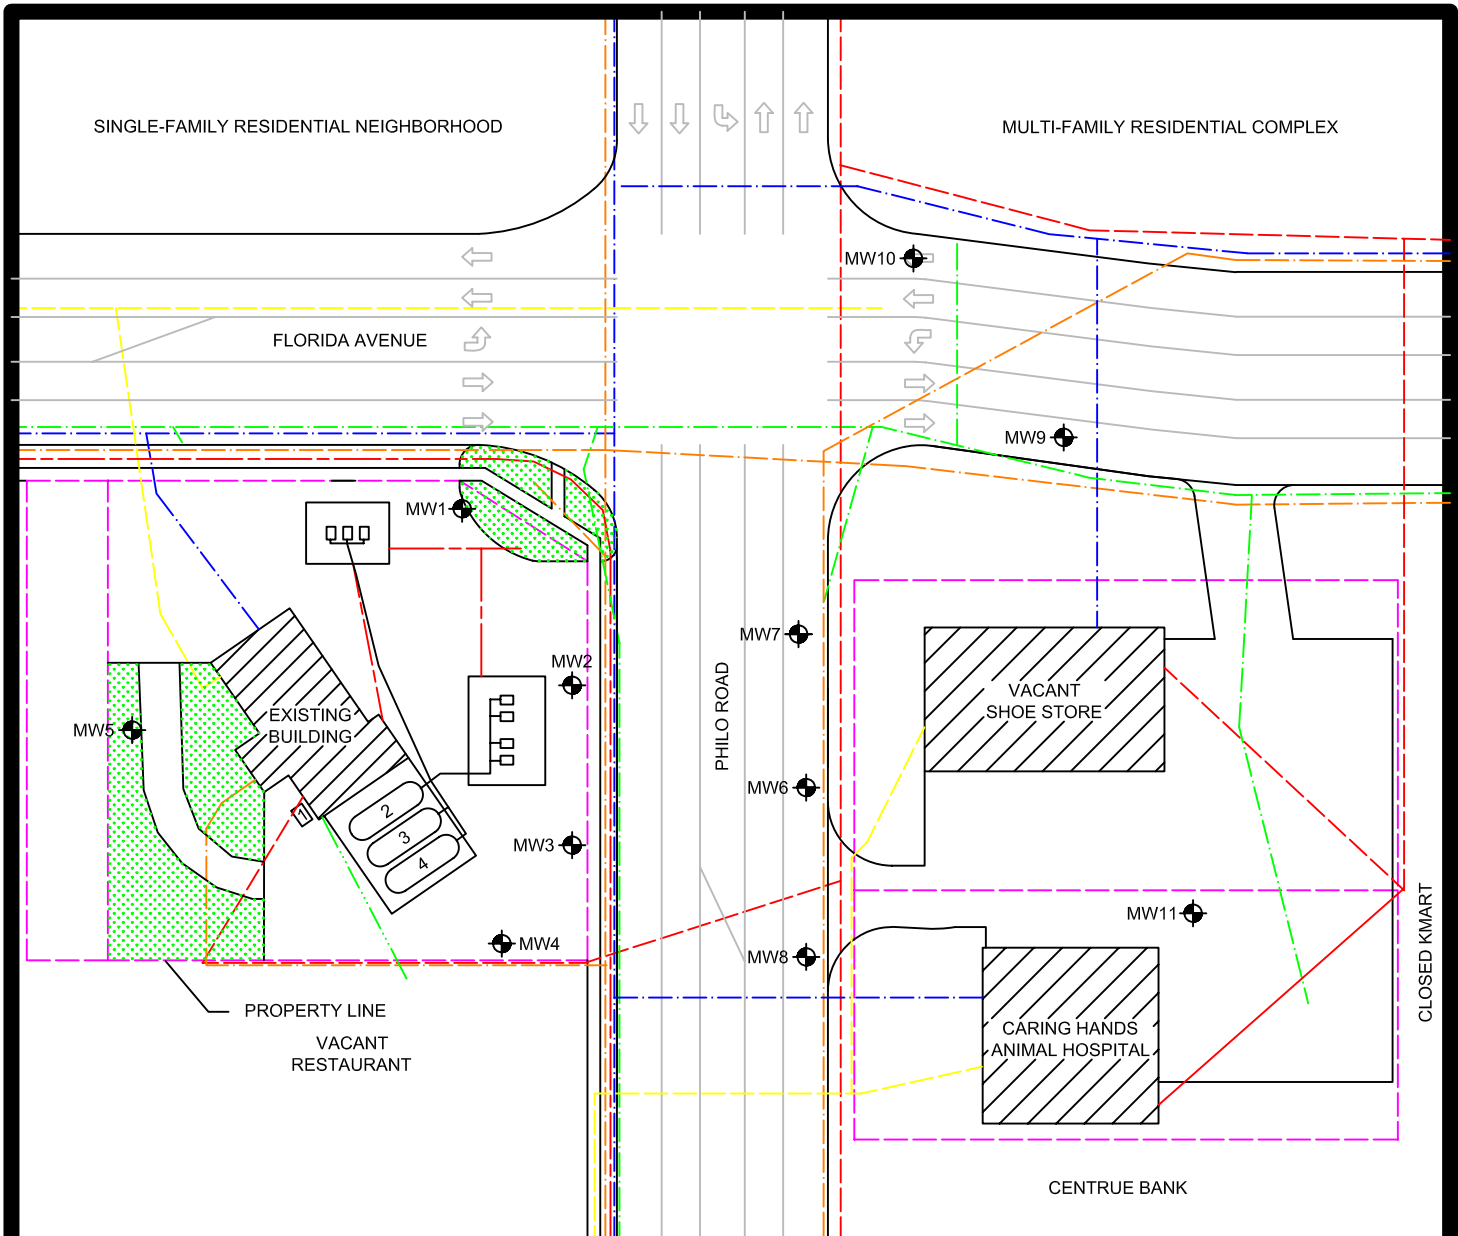 SINGLE-FAMILY RESIDENTIAL NEIGHBORHOOD
MULTI-FAMILY RESIDENTIAL COMPLEX
MW10
FLORIDA AVENUE
MW9
MW1
MW7
MW2
PHILO ROAD
VACANT
SHOE STORE
EXISTING
BUILDING
MW5
MW6
1
2
3
4
MW3
MW11
CLOSED KMART
MW4
MW8
PROPERTY LINE
VACANT
RESTAURANT
CARING HANDS
ANIMAL HOSPITAL
CENTRUE BANK